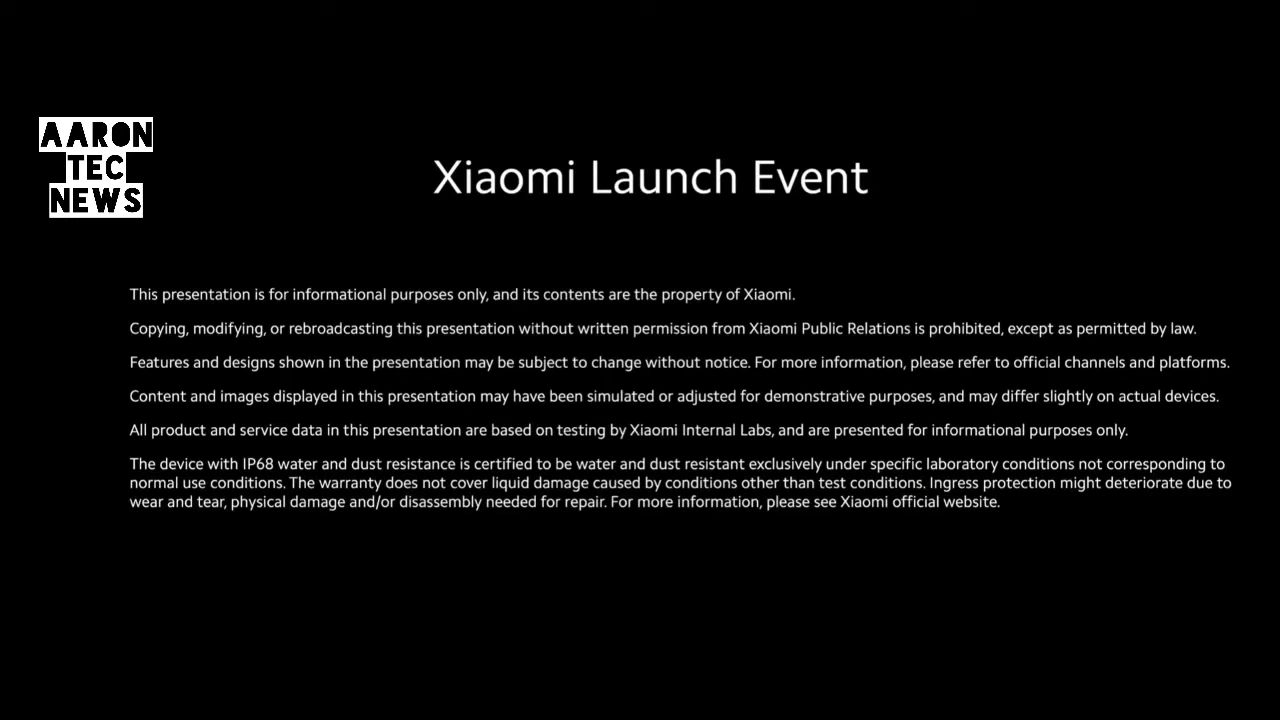 AARON
TEC
NEWS
Xiaomi Launch Event
This presentation is for informational purposes only, and its contents are the property of Xiaomi.
Copying, modifying, or rebroadcasting this presentation without written permission from Xiaomi Public Relations is prohibited, except as permitted by law.
Features and designs shown in the presentation may be subject to change without notice. For more information, please refer to official channels and platforms.
Content and images displayed in this presentation may have been simulated or adjusted for demonstrative purposes, and may differ slightly on actual devices.
All product and service data in this presentation are based on testing by Xiaomi Internal Labs, and are presented for informational purposes only.
The device with IP68 water and dust resistance is certified to be water and dust resistant exclusively under specific laboratory conditions not corresponding to
normal use conditions. The warranty does not cover liquid damage caused by conditions other than test conditions. Ingress protection might deteriorate due to
wear and tear, physical damage and/or disassembly needed for repair. For more information, please see Xiaomi official website.